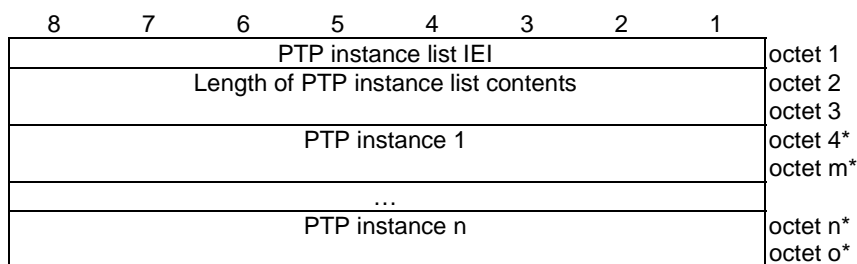 8 7 6 5 4 3 2 1
PTP instance list IEI octet 1
Length of PTP instance list contents octet 2
octet 3
PTP instance 1 octet 4*
octet m*
…
PTP instance n octet n*
octet o*